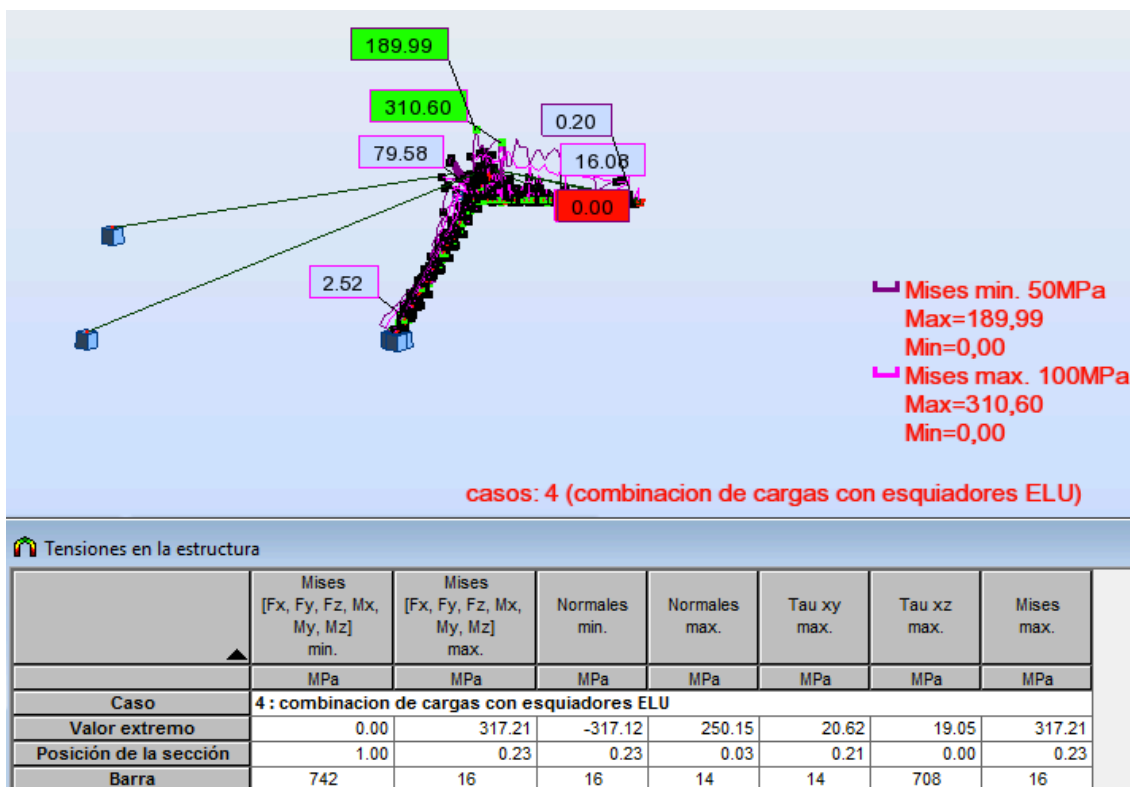 189.99
310.60
0.20
79.58
16.08
0.00
2.52
Mises min. 50MPa
Max=189,99
Min=0,00
Mises max. 100MPa
Max=310,60
Min=0,00
casos: 4 (combinacion de cargas con esquiadores ELU)
Tensiones en la estructura
Mises [Fx, Fy, Fz, Mx, My, Mz] min. Mises [Fx, Fy, Fz, Mx, My, Mz] max. Normales min. Normales max. Tau xy max. Tau xz max. Mises max.
MPa MPa MPa MPa MPa MPa MPa
Caso 4 : combinacion de cargas con esquiadores ELU
Valor extremo 0.00 317.21 -317.12 250.15 20.62 19.05 317.21
Posición de la sección 1.00 0.23 0.23 0.03 0.21 0.00 0.23
Barra 742 16 16 14 14 708 16